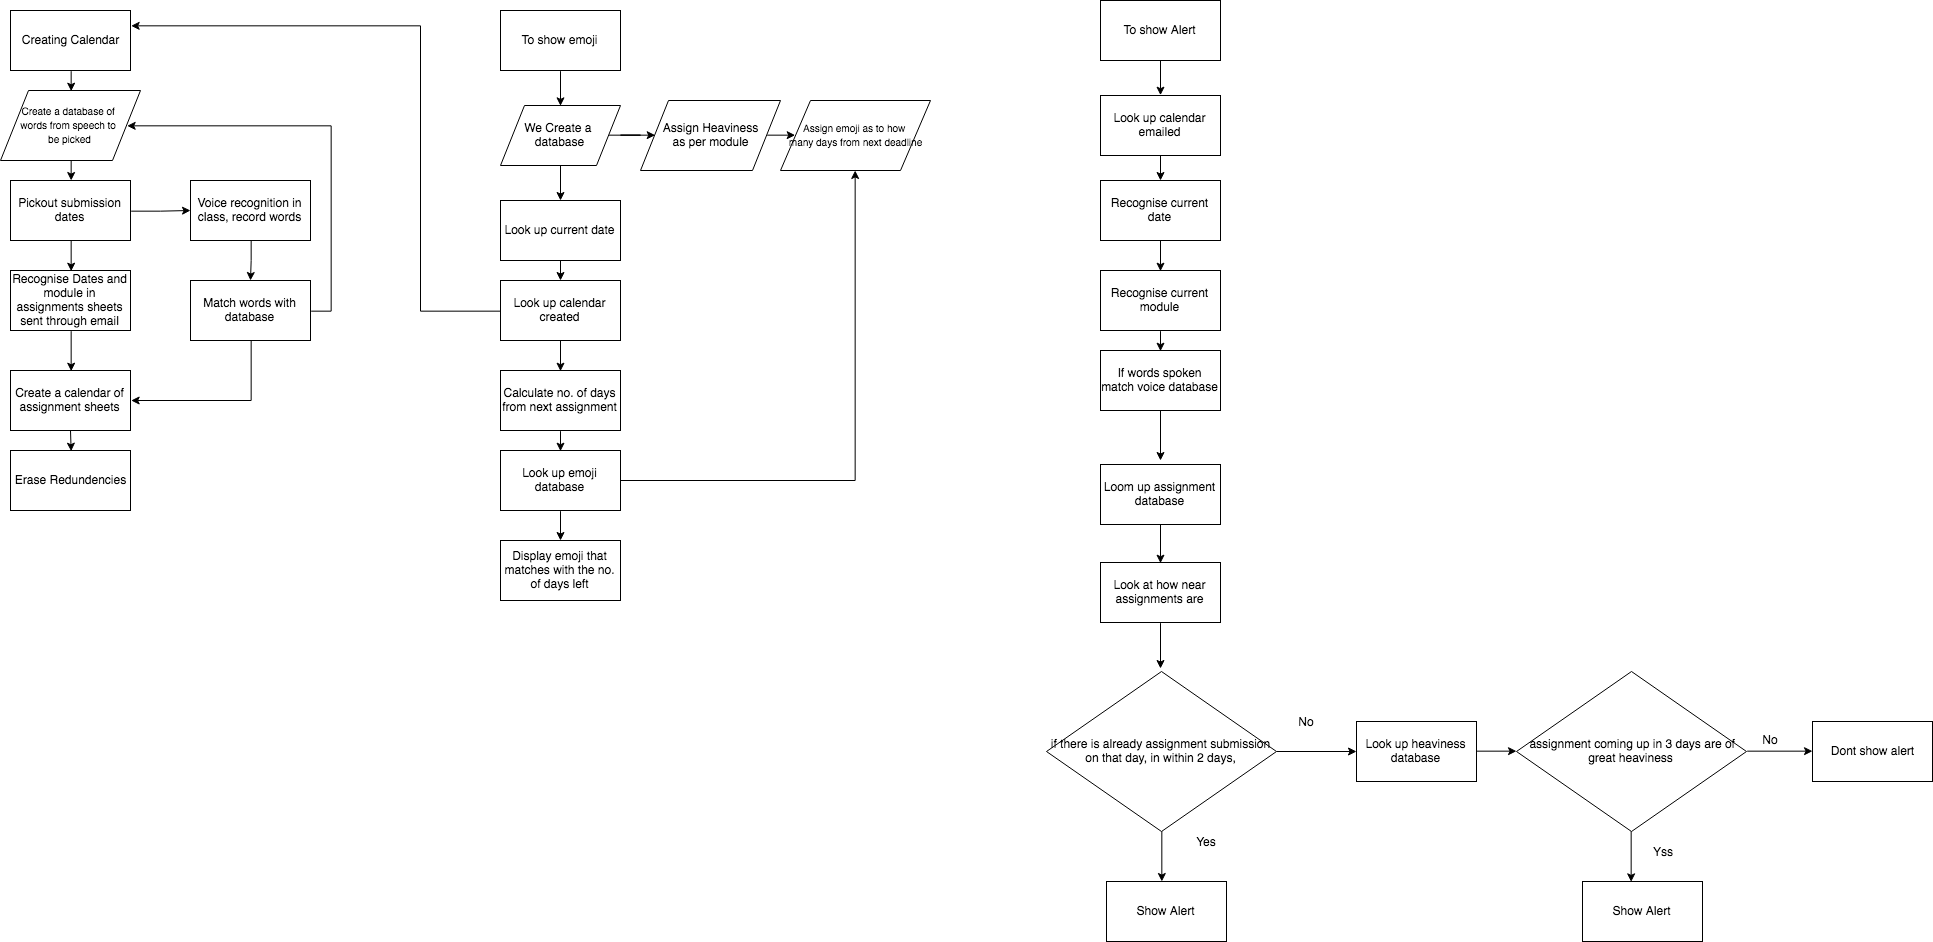 Creating Calendar
Create a database of
words from speech to
be picked
Pickout submission
dates
Voice recognition in
class, record words
Recognise Dates and
module in
assignments sheets
sent through email
Match words with
database
Create a calendar of
assignment sheets
Erase Redundencies
To show emoji
We Create a
database
Assign Heaviness
as per module
Assign emoji as to how
many days from next deadline
Look up current date
Look up calendar
created
Calculate no. of days
from next assignment
Look up emoji
database
Display emoji that
matches with the no.
of days left
To show Alert
Look up calendar
emailed
Recognise current
date
Recognise current
module
If words spoken
match voice database
Loom up assignment
database
Look at how near
assignments are
if there is already assignment submission
on that day, in within 2 days,
No
Look up heaviness
database
assignment coming up in 3 days are of
great heaviness
No
Dont show alert
Yes
Show Alert
Yss
Show Alert